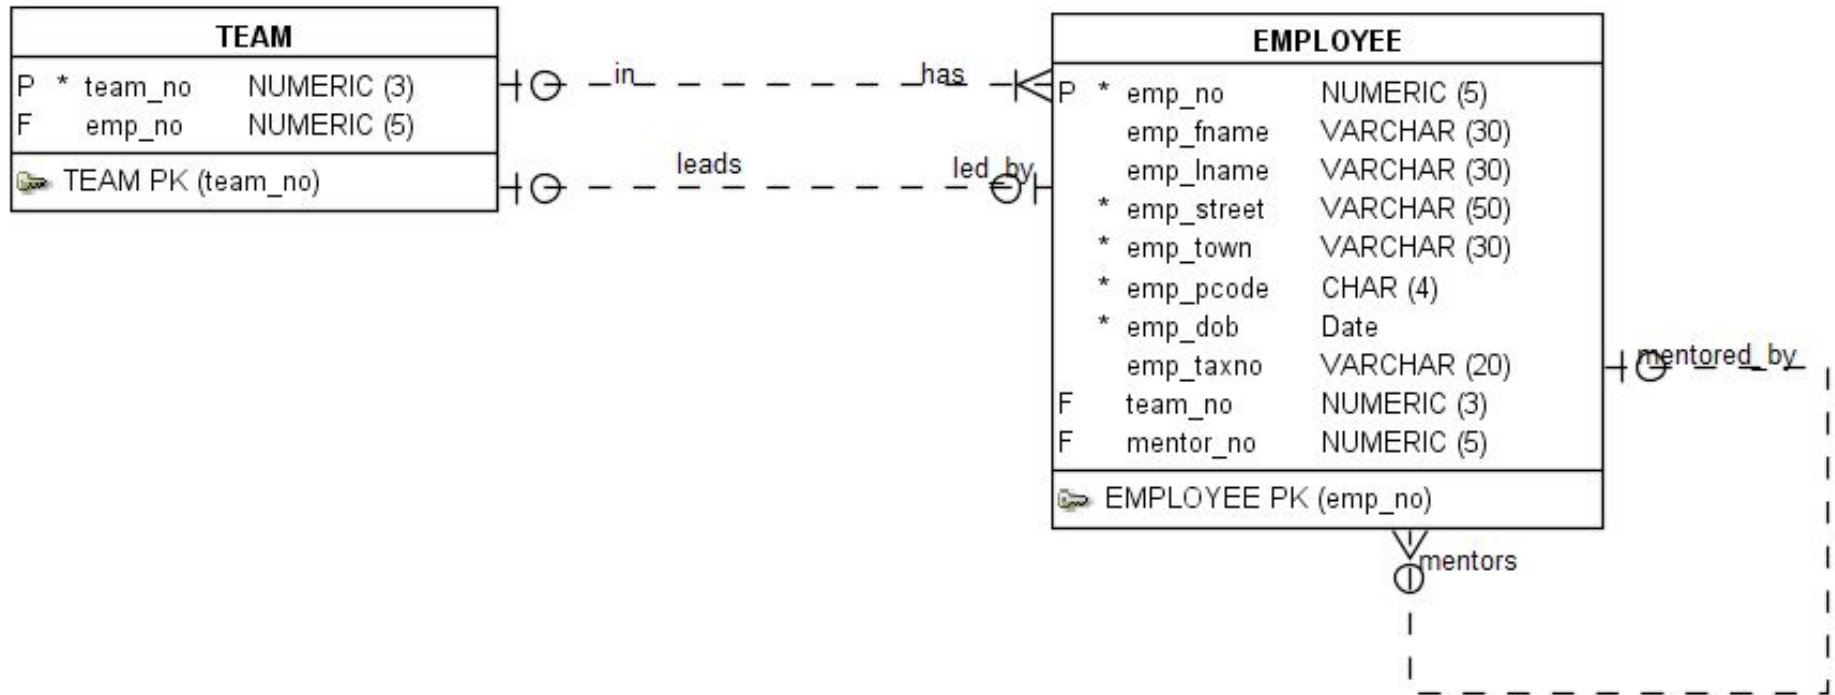 TEAM
P * team_no NUMERIC (3)
F emp_no NUMERIC (5)
TEAM PK (team_no)
in
has
leads
led_by
EMPLOYEE
P * emp_no NUMERIC (5)
emp_fname VARCHAR (30)
emp_lname VARCHAR (30)
* emp_street VARCHAR (50)
* emp_town VARCHAR (30)
* emp_pcode CHAR (4)
* emp_dob Date
emp_taxno VARCHAR (20)
F team_no NUMERIC (3)
F mentor_no NUMERIC (5)
EMPLOYEE PK (emp_no)
mentored_by
mentors